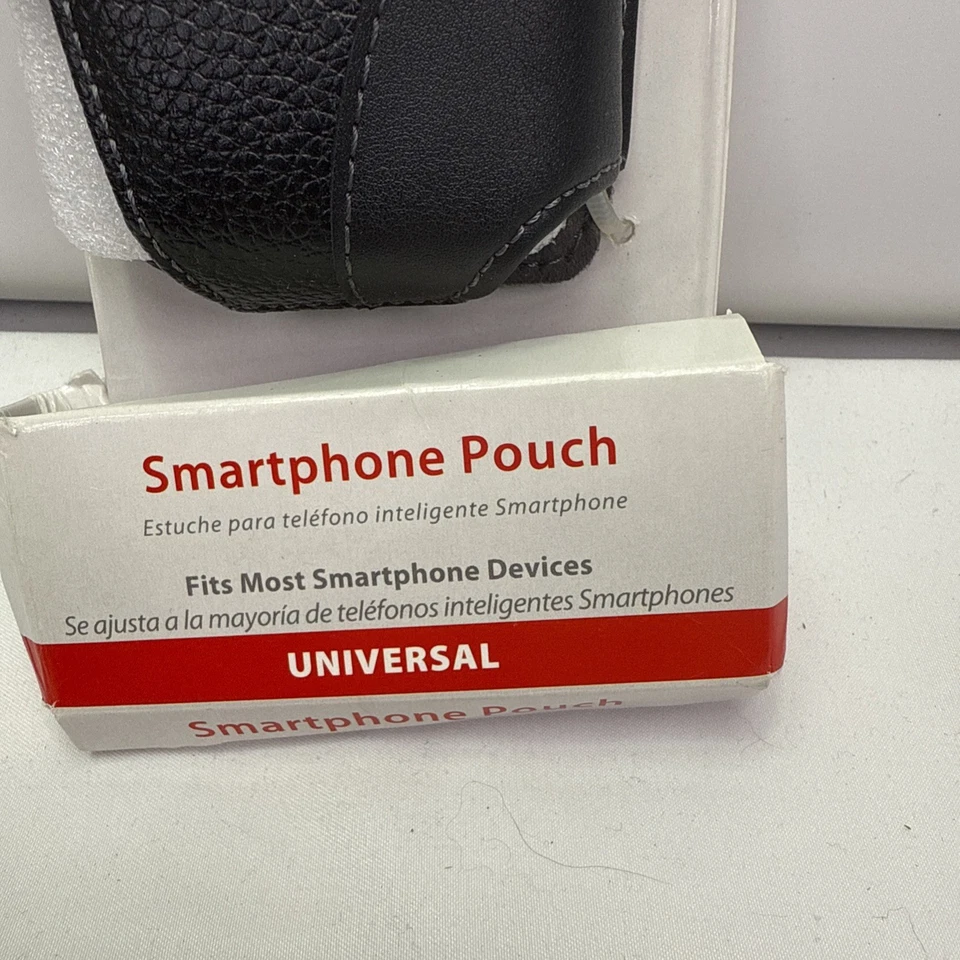 Smartphone Pouch
Estuche para teléfono inteligente Smartphone
Fits Most Smartphone Devices
Se ajusta a la mayoría de teléfonos inteligentes Smartphones
UNIVERSAL
Smartphone Pouch